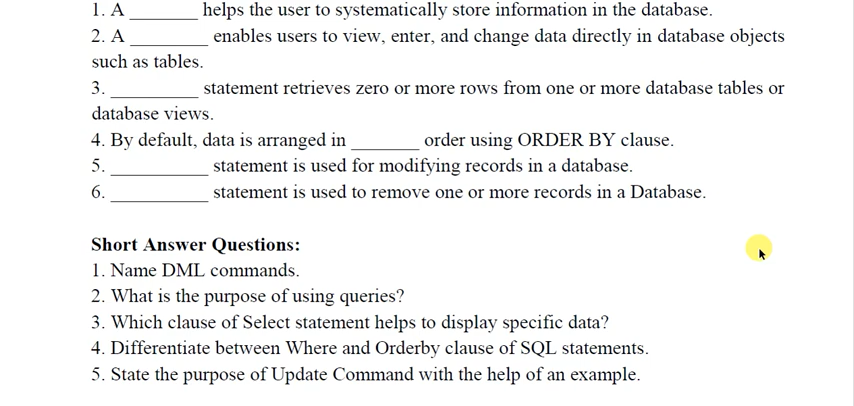 1. A _______ helps the user to systematically store information in the database.
2. A ________ enables users to view, enter, and change data directly in database objects
such as tables.
3. _________ statement retrieves zero or more rows from one or more database tables or
database views.
4. By default, data is arranged in _______ order using ORDER BY clause.
5. __________ statement is used for modifying records in a database.
6. __________ statement is used to remove one or more records in a Database.
Short Answer Questions:
1. Name DML commands.
2. What is the purpose of using queries?
3. Which clause of Select statement helps to display specific data?
4. Differentiate between Where and Orderby clause of SQL statements.
5. State the purpose of Update Command with the help of an example.